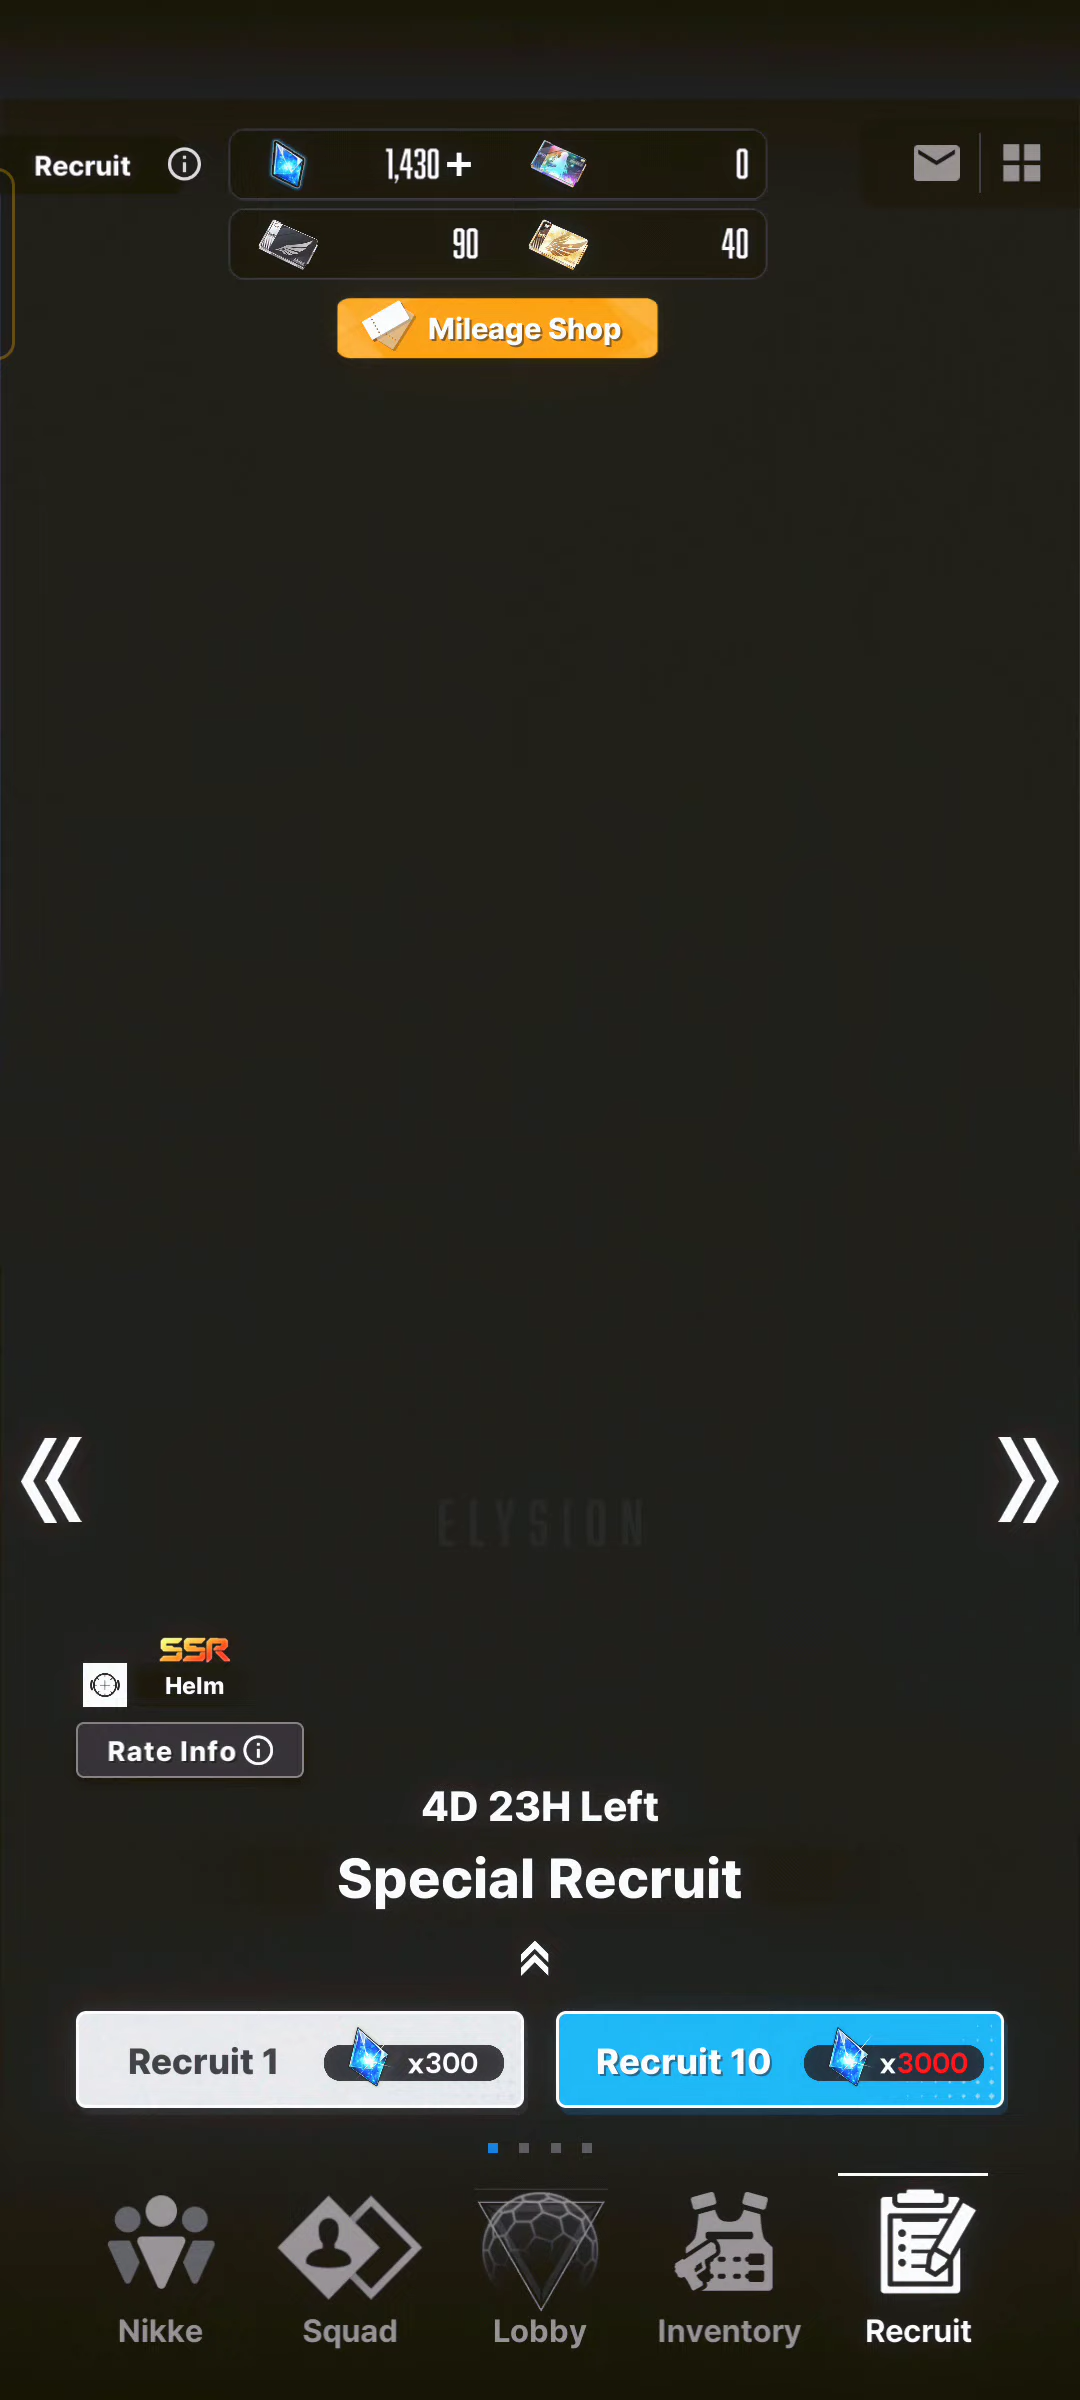 Recruit
1,430 +
0
90
40
Mileage Shop
ELYSION
SSR
Helm
Rate Info
4D 23H Left
Special Recruit
Recruit 1 x300
Recruit 10 x3000
Nikke
Squad
Lobby
Inventory
Recruit